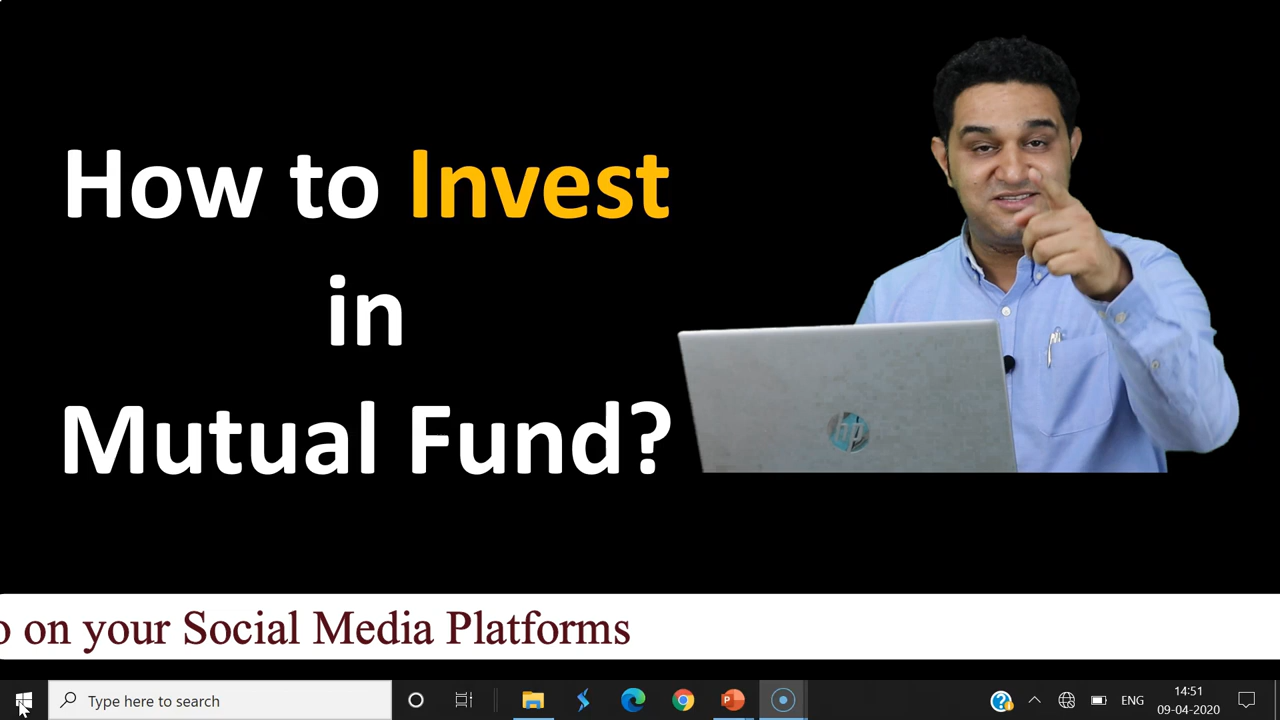 How to Invest
in
Mutual Fund?
hp
o on your Social Media Platforms
Type here to search
ENG
14:51
09-04-2020